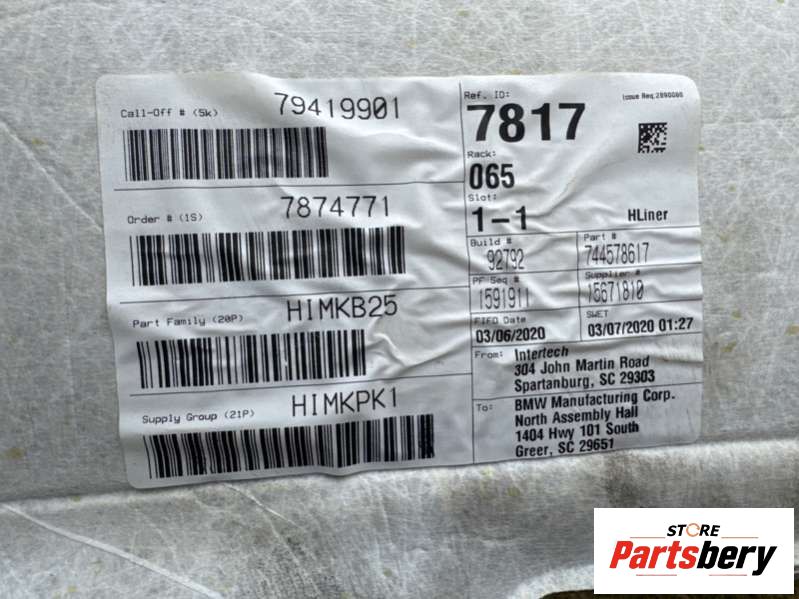 Call-Off # (5k) 79419901
Order # (1S) 7874771
Part Family (20P) HIMKB25
Supply Group (21P) HIMKPK1
Ref. ID: Issue Req:2890066
7817
Rack:
065
Slot:
1-1 HLiner
Build # Part #
92792 744578617
PF Seq # Supplier #
1591911 15671810
FIFO Date SWET
03/06/2020 03/07/2020 01:27
From: Intertech
304 John Martin Road
Spartanburg, SC 29303
To: BMW Manufacturing Corp.
North Assembly Hall
1404 Hwy 101 South
Greer, SC 29651
STORE
Partsbery